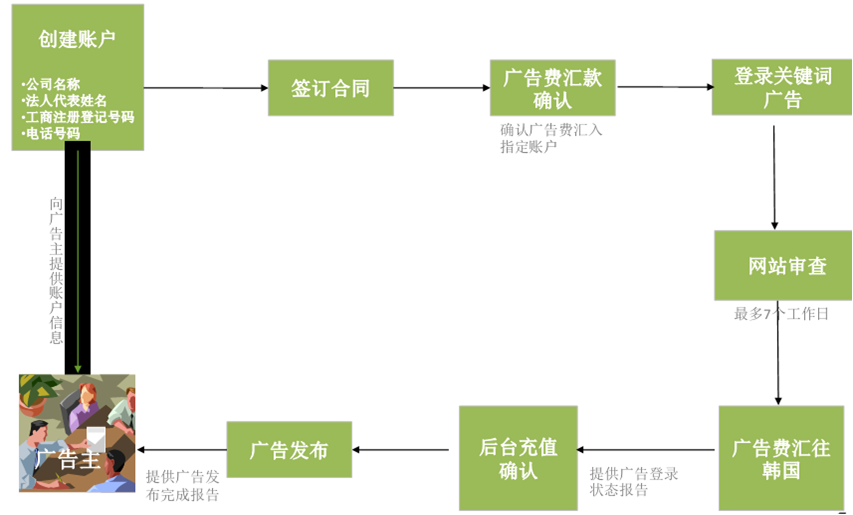 创建账户
•公司名称
•法人代表姓名
•工商注册登记号码
•电话号码
签订合同
广告费汇款
确认
确认广告费汇入
指定账户
登录关键词
广告
网站审查
最多7个工作日
广告费汇往
韩国
提供广告登录
状态报告
后台充值
确认
广告发布
提供广告发
布完成报告
广告主
向广告主提供账户信息